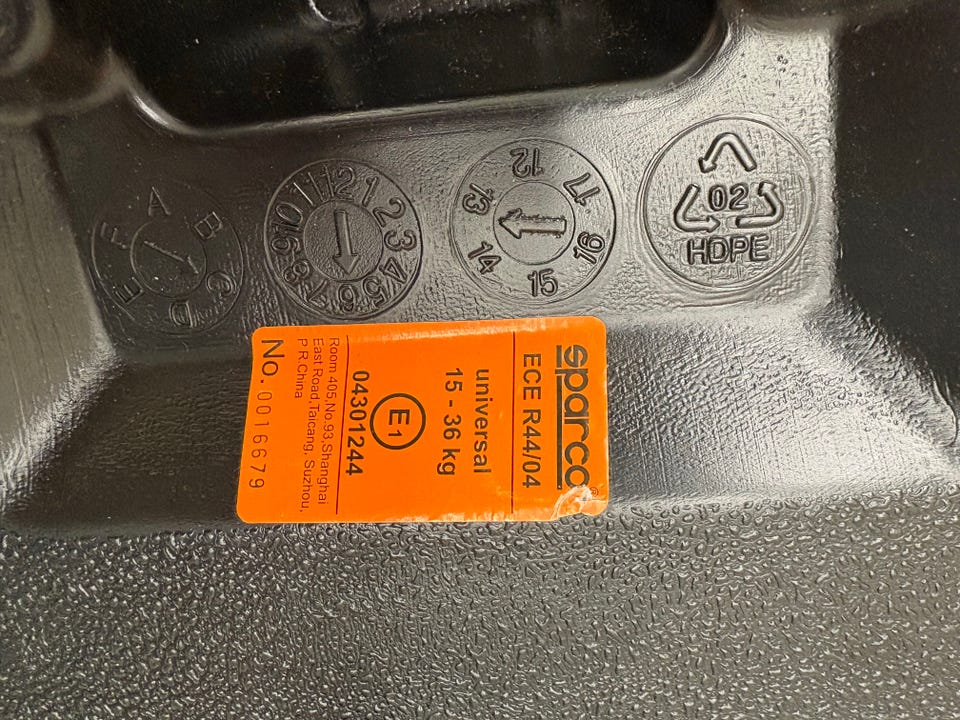 A B C D E F
1 2 3 4 5 6 7 8 9 10 11 12
12 13 14 15 16 17
02
HDPE
sparco®
ECE R44/04
universal
15 - 36 kg
E1
04301244
Room 405,No.93,Shanghai
East Road,Taicang, Suzhou,
P.R.China
No. 0016679